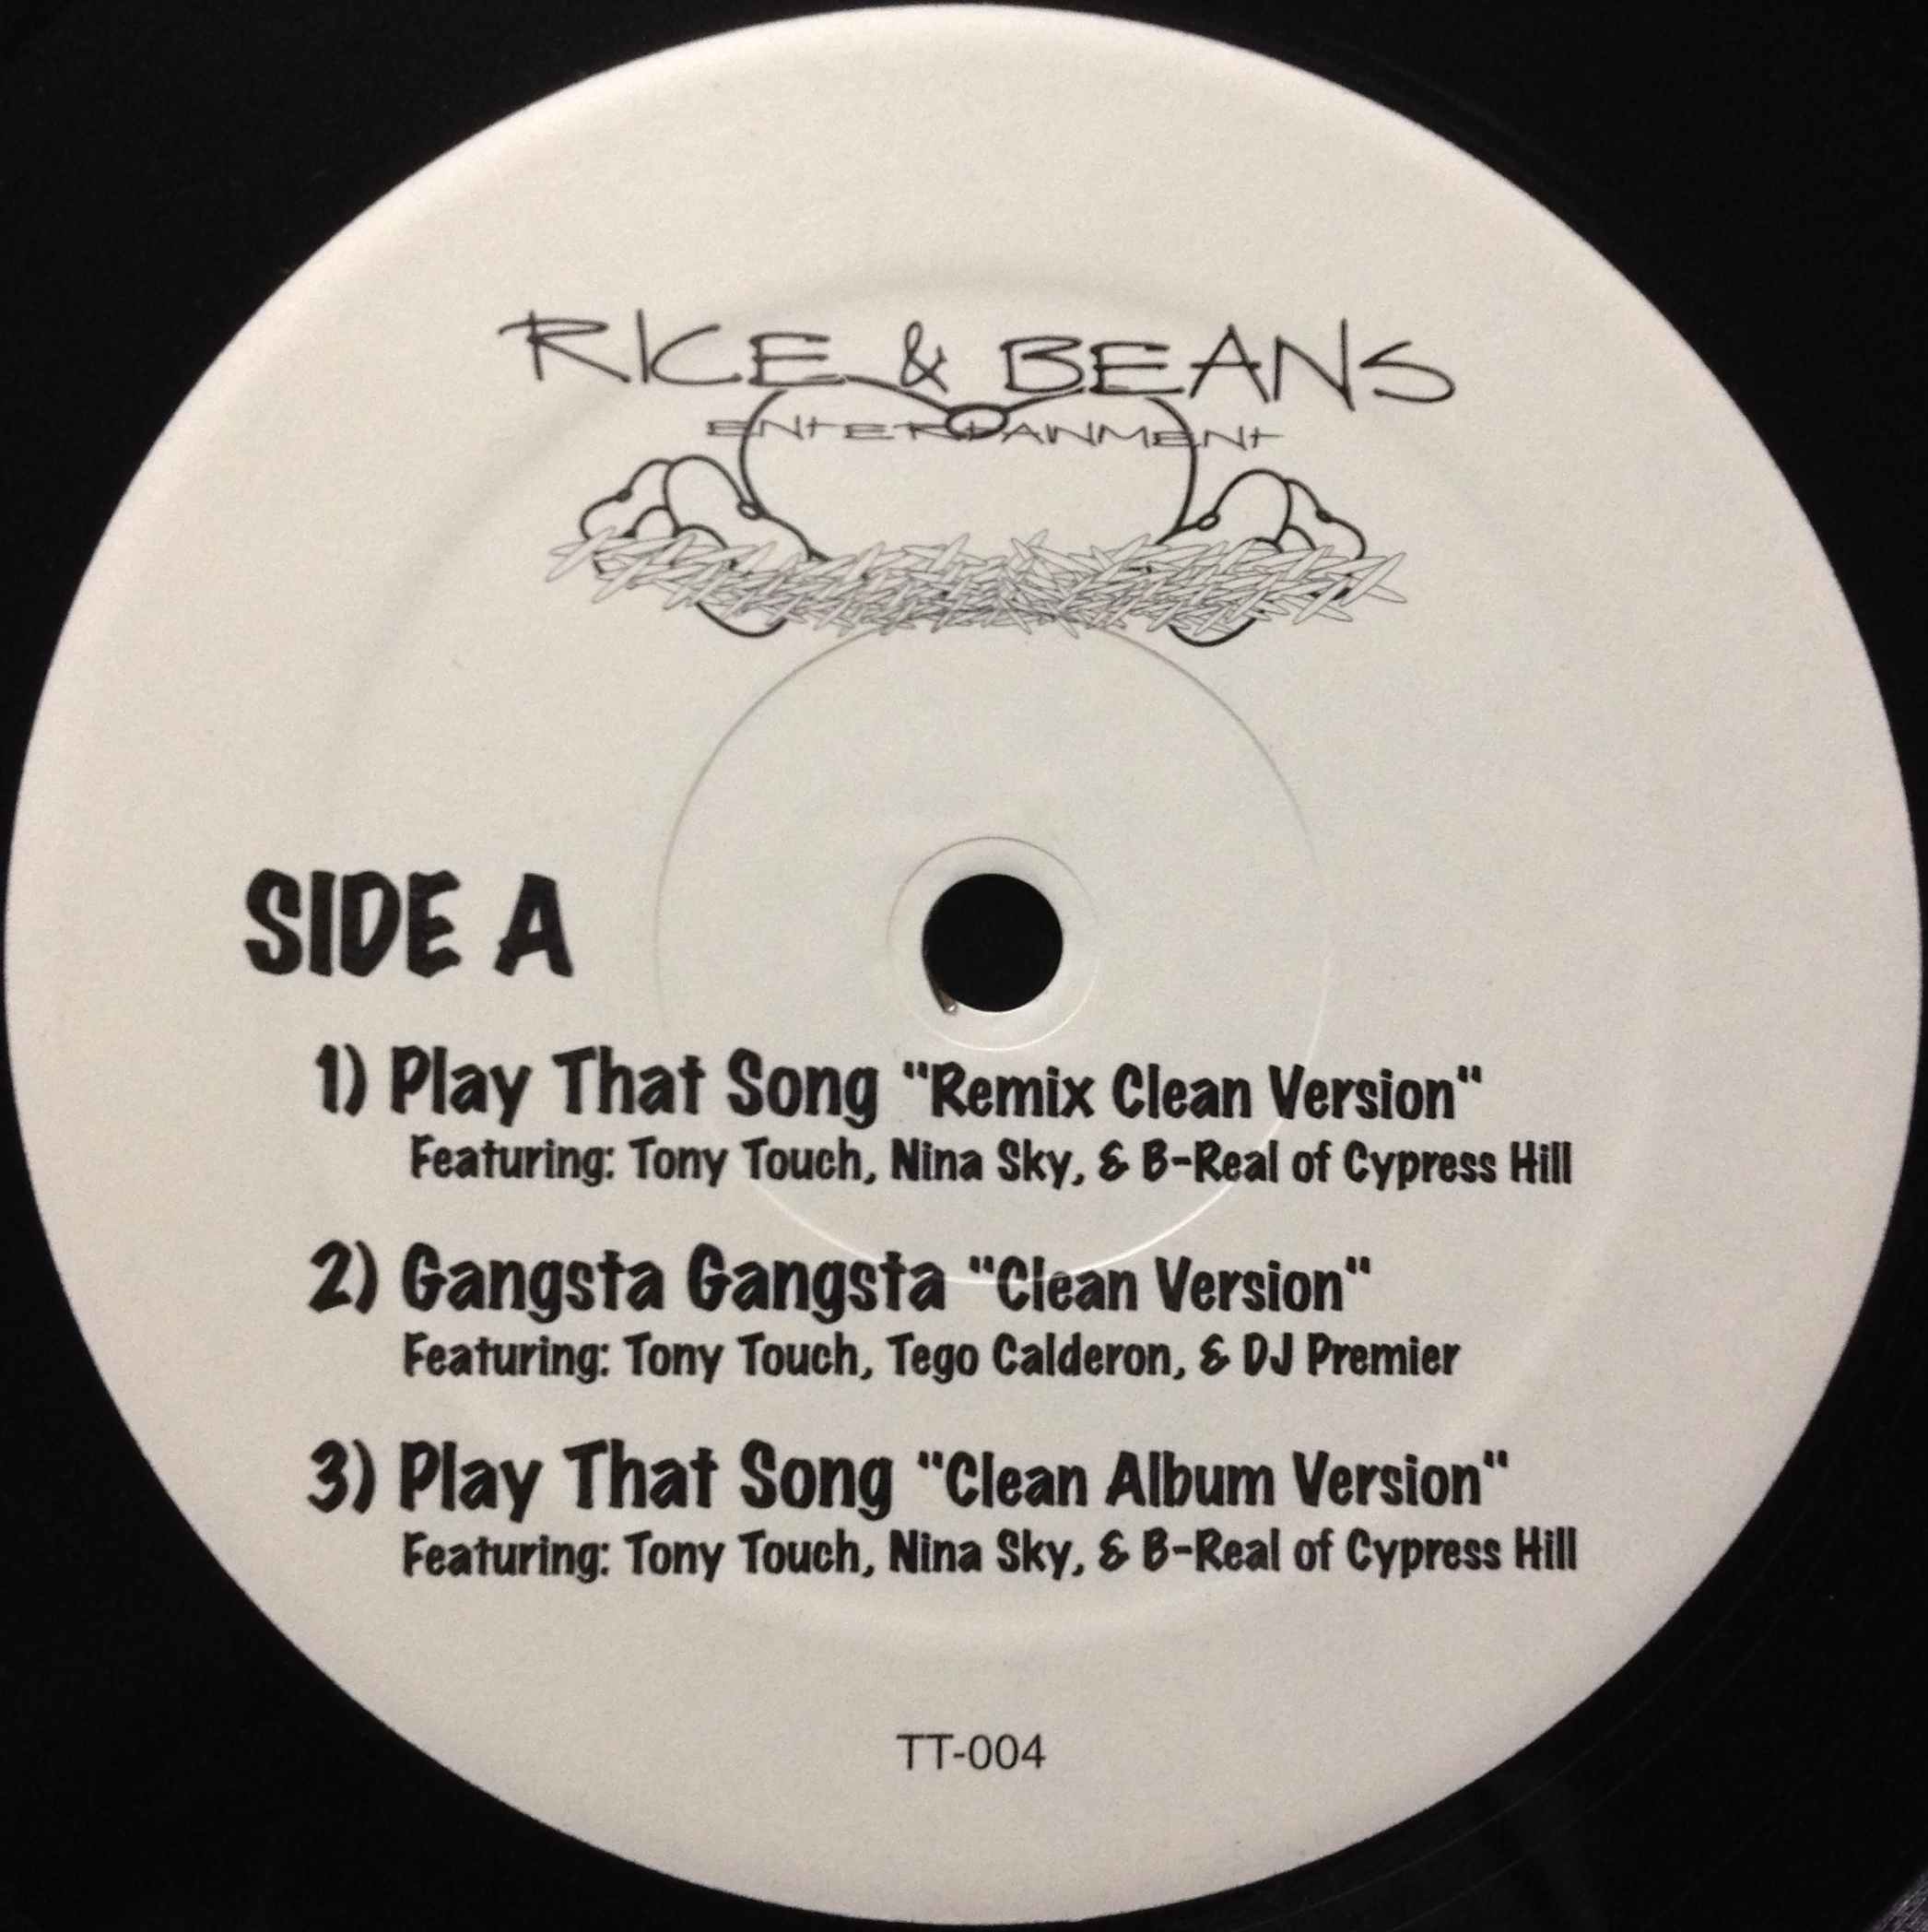 RICE & BEANS
ENTERTAINMENT
SIDE A
1) Play That Song "Remix Clean Version"
Featuring: Tony Touch, Nina Sky, & B-Real of Cypress Hill
2) Gangsta Gangsta "Clean Version"
Featuring: Tony Touch, Tego Calderon, & DJ Premier
3) Play That Song "Clean Album Version"
Featuring: Tony Touch, Nina Sky, & B-Real of Cypress Hill
TT-004